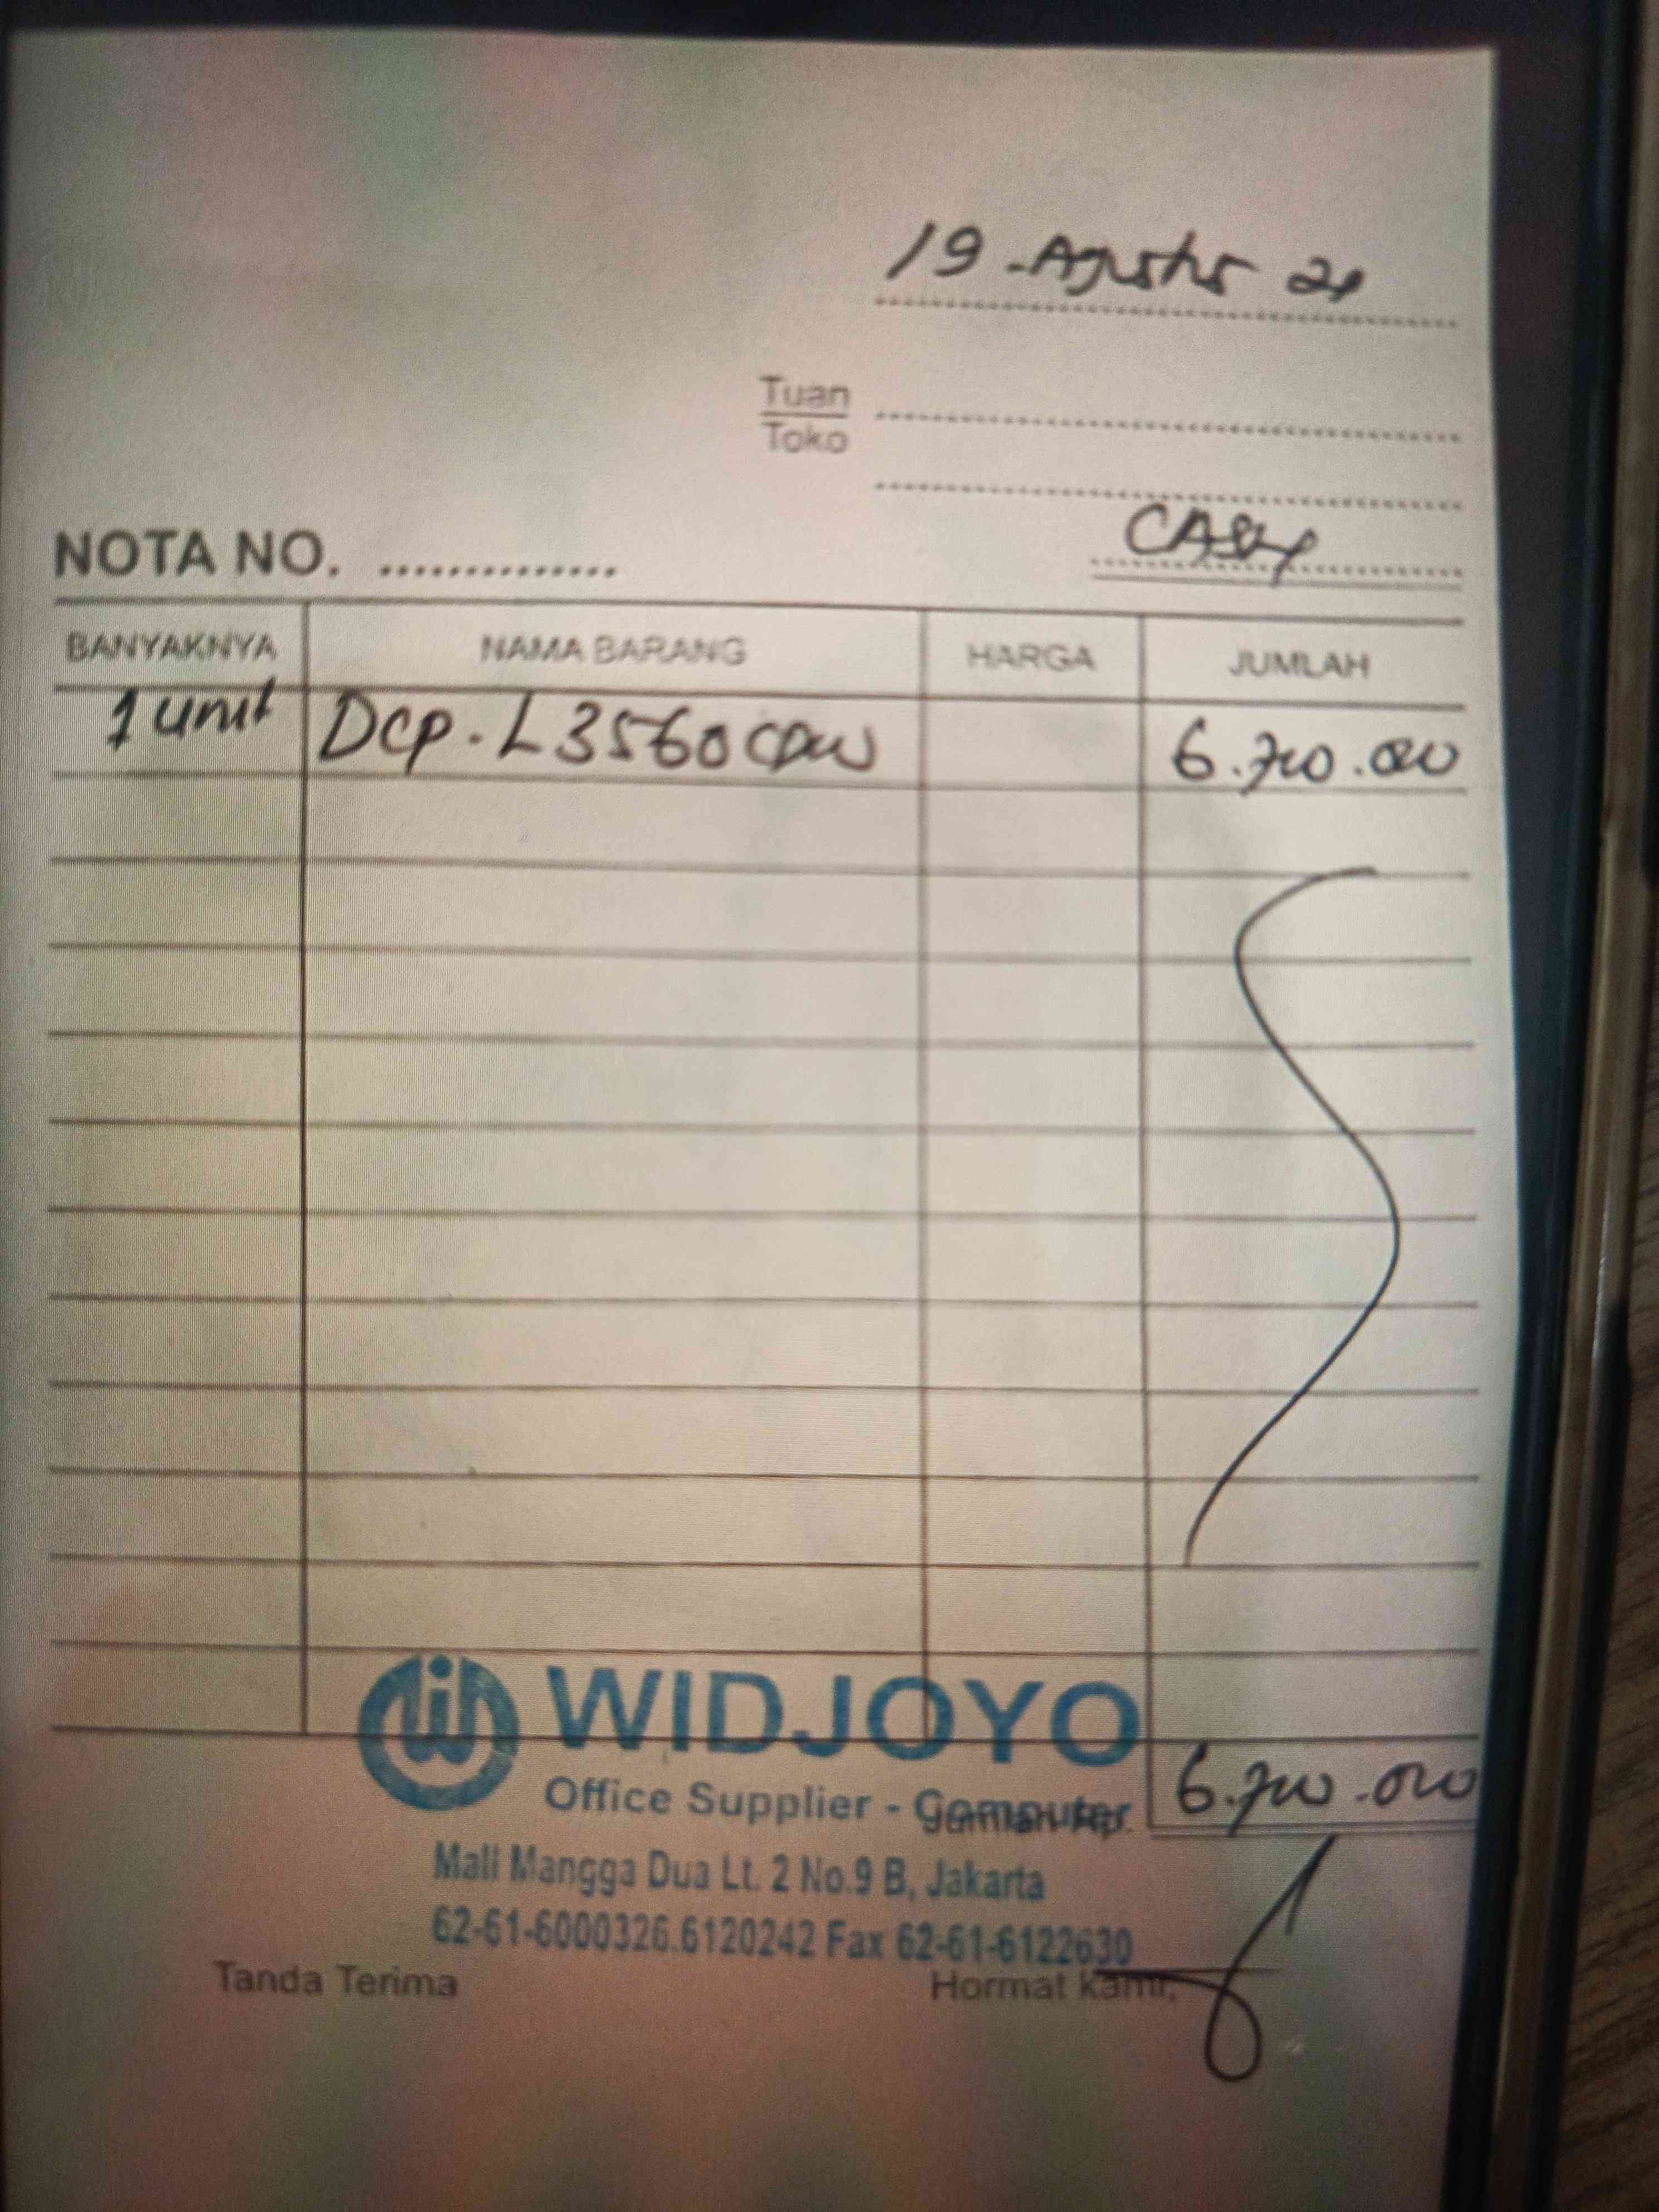 19 - Agustus 21
Tuan
Toko
CASH
NOTA NO. ..............
BANYAKNYA NAMA BARANG HARGA JUMLAH
1 unit DCP - L3560CDW 6.700.000
WIDJOYO
Office Supplier - Computer
Jumlah Rp. 6.700.000
Mall Mangga Dua Lt. 2 No.9 B, Jakarta
62-61-6000326.6120242 Fax 62-61-6122630
Tanda Terima Hormat Kami,